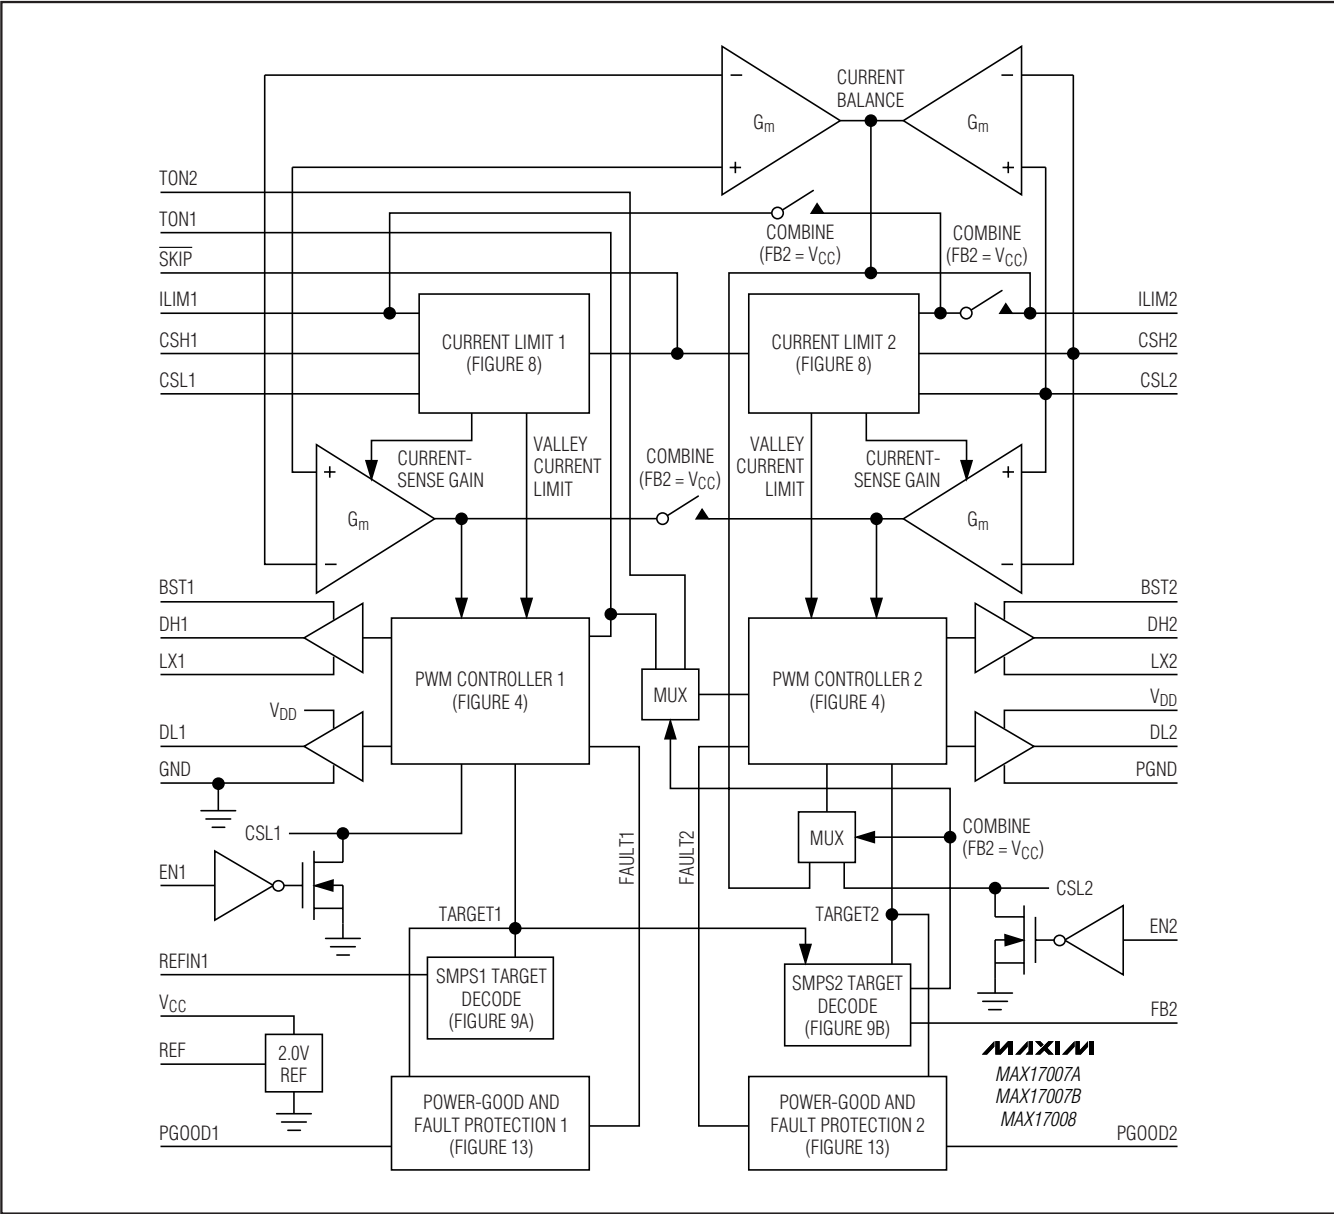 CURRENT
BALANCE
−
−
Gm
Gm
+
+
TON2
TON1
SKIP
ILIM1
CSH1
CSL1
COMBINE
(FB2 = VCC)
COMBINE
(FB2 = VCC)
ILIM2
CSH2
CSL2
CURRENT LIMIT 1
(FIGURE 8)
CURRENT LIMIT 2
(FIGURE 8)
CURRENT-
SENSE GAIN
VALLEY
CURRENT
LIMIT
COMBINE
(FB2 = VCC)
VALLEY
CURRENT
LIMIT
CURRENT-
SENSE GAIN
+
Gm
−
+
Gm
−
BST1
DH1
LX1
VDD
DL1
GND
PWM CONTROLLER 1
(FIGURE 4)
MUX
PWM CONTROLLER 2
(FIGURE 4)
BST2
DH2
LX2
VDD
DL2
PGND
CSL1
EN1
FAULT1
FAULT2
MUX
COMBINE
(FB2 = VCC)
CSL2
EN2
TARGET1
TARGET2
REFIN1
VCC
REF
2.0V
REF
SMPS1 TARGET
DECODE
(FIGURE 9A)
SMPS2 TARGET
DECODE
(FIGURE 9B)
FB2
MAXIM
MAX17007A
MAX17007B
MAX17008
PGOOD1
POWER-GOOD AND
FAULT PROTECTION 1
(FIGURE 13)
POWER-GOOD AND
FAULT PROTECTION 2
(FIGURE 13)
PGOOD2